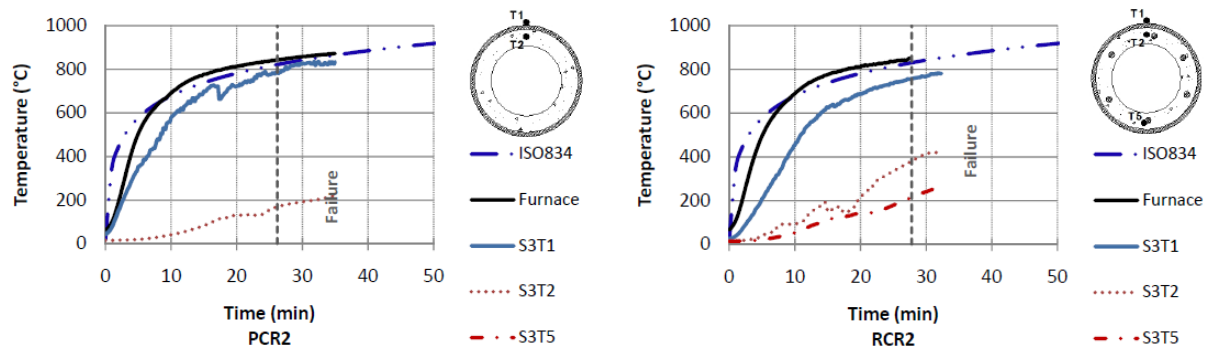 Temperature (°C)
1000
800
600
400
200
0
0 10 20 30 40 50
Time (min)
PCR2
Failure
T1
T2
ISO834
Furnace
S3T1
S3T2
S3T5
Temperature (°C)
1000
800
600
400
200
0
0 10 20 30 40 50
Time (min)
RCR2
Failure
T1
T2
T5
ISO834
Furnace
S3T1
S3T2
S3T5